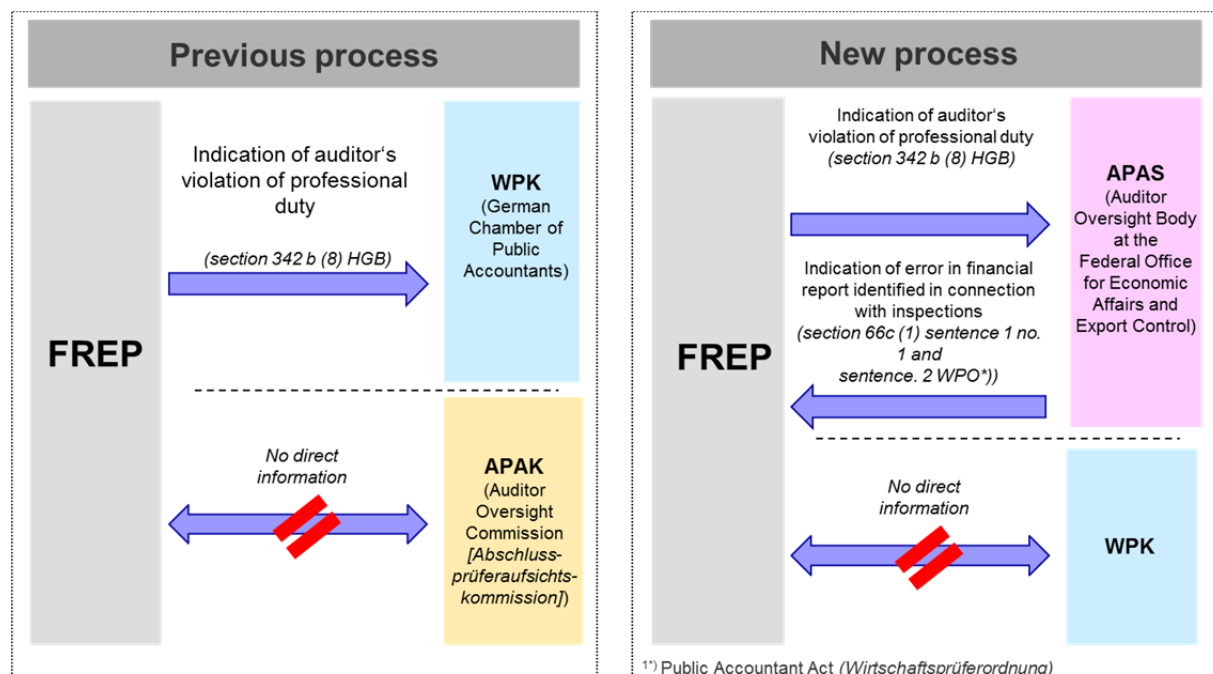 Previous process
FREP
Indication of auditor‘s
violation of professional
duty
(section 342 b (8) HGB)
WPK
(German
Chamber of
Public
Accountants)
No direct
information
APAK
(Auditor
Oversight
Commission
[Abschluss-
prüferaufsichts-
kommission])
New process
FREP
Indication of auditor‘s
violation of professional duty
(section 342 b (8) HGB)
Indication of error in financial
report identified in connection
with inspections
(section 66c (1) sentence 1 no.
1 and
sentence. 2 WPO*))
APAS
(Auditor
Oversight Body
at the
Federal Office
for Economic
Affairs and
Export Control)
No direct
information
WPK
1*) Public Accountant Act (Wirtschaftsprüferordnung)